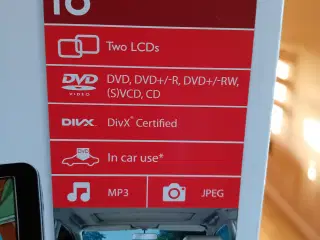 Two LCDs
DVD
VIDEO
DVD, DVD+/-R, DVD+/-RW,
(S)VCD, CD
DIVX
DivX® Certified
In car use*
MP3
JPEG